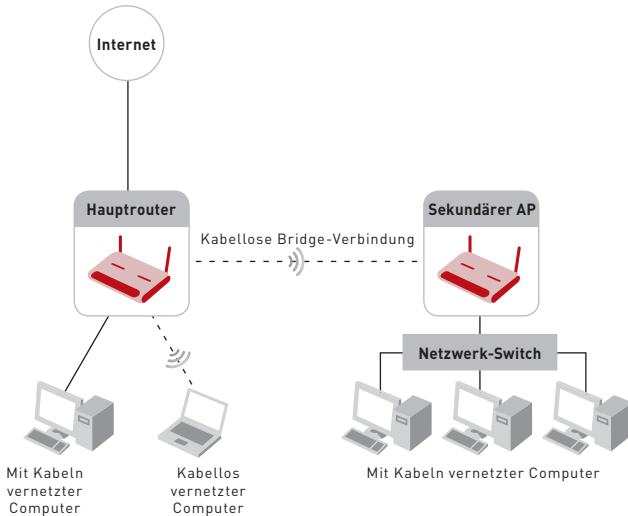 Internet
Hauptrouter
Sekundärer AP
Kabellose Bridge-Verbindung
Netzwerk-Switch
Mit Kabeln
vernetzter
Computer
Kabellos
vernetzter
Computer
Mit Kabeln vernetzter Computer